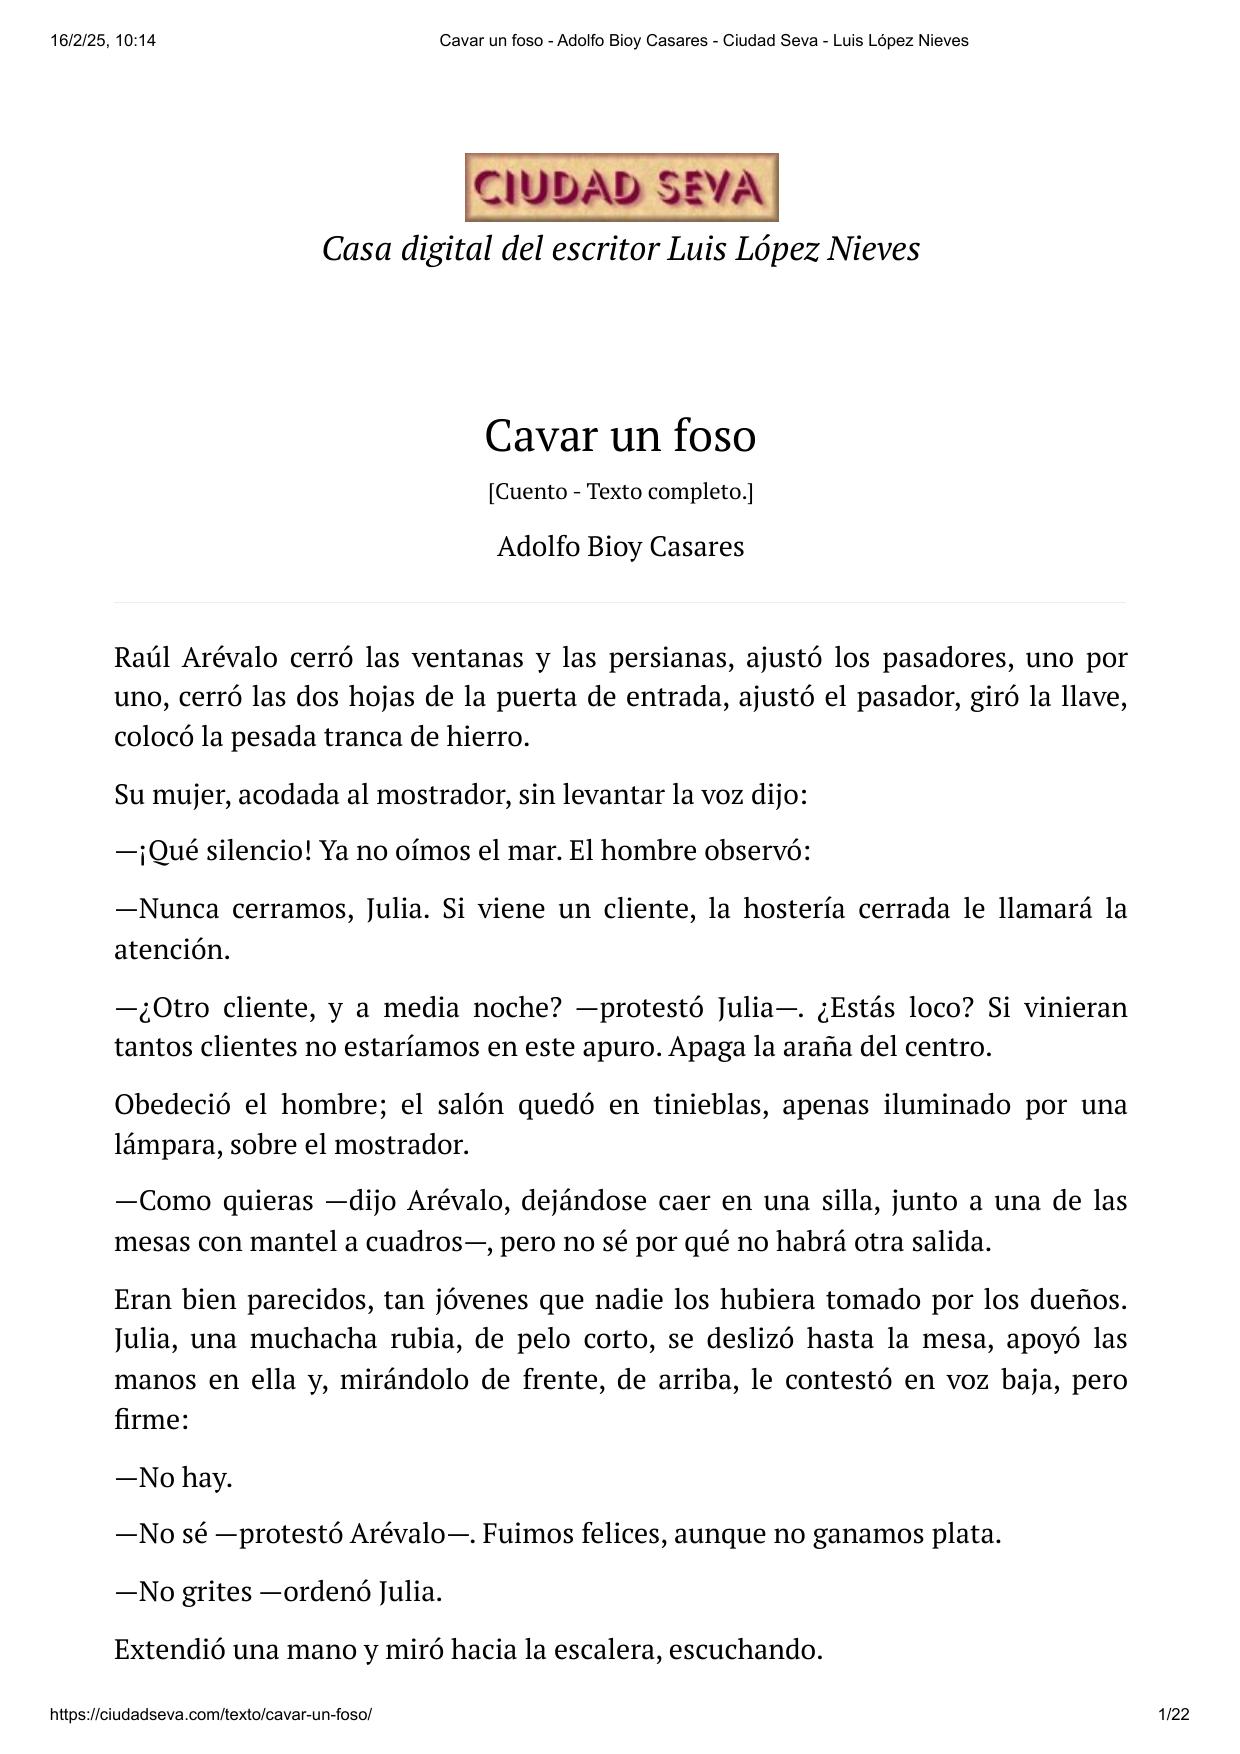 16/2/25, 10:14
Cavar un foso - Adolfo Bioy Casares - Ciudad Seva - Luis López Nieves
CIUDAD SEVA
Casa digital del escritor Luis López Nieves
Cavar un foso
[Cuento - Texto completo.]
Adolfo Bioy Casares
Raúl Arévalo cerró las ventanas y las persianas, ajustó los pasadores, uno por
uno, cerró las dos hojas de la puerta de entrada, ajustó el pasador, giró la llave,
colocó la pesada tranca de hierro.
Su mujer, acodada al mostrador, sin levantar la voz dijo:
—¡Qué silencio! Ya no oímos el mar. El hombre observó:
—Nunca cerramos, Julia. Si viene un cliente, la hostería cerrada le llamará la
atención.
—¿Otro cliente, y a media noche? —protestó Julia—. ¿Estás loco? Si vinieran
tantos clientes no estaríamos en este apuro. Apaga la araña del centro.
Obedeció el hombre; el salón quedó en tinieblas, apenas iluminado por una
lámpara, sobre el mostrador.
—Como quieras —dijo Arévalo, dejándose caer en una silla, junto a una de las
mesas con mantel a cuadros—, pero no sé por qué no habrá otra salida.
Eran bien parecidos, tan jóvenes que nadie los hubiera tomado por los dueños.
Julia, una muchacha rubia, de pelo corto, se deslizó hasta la mesa, apoyó las
manos en ella y, mirándolo de frente, de arriba, le contestó en voz baja, pero
firme:
—No hay.
—No sé —protestó Arévalo—. Fuimos felices, aunque no ganamos plata.
—No grites —ordenó Julia.
Extendió una mano y miró hacia la escalera, escuchando.
https://ciudadseva.com/texto/cavar-un-foso/
1/22